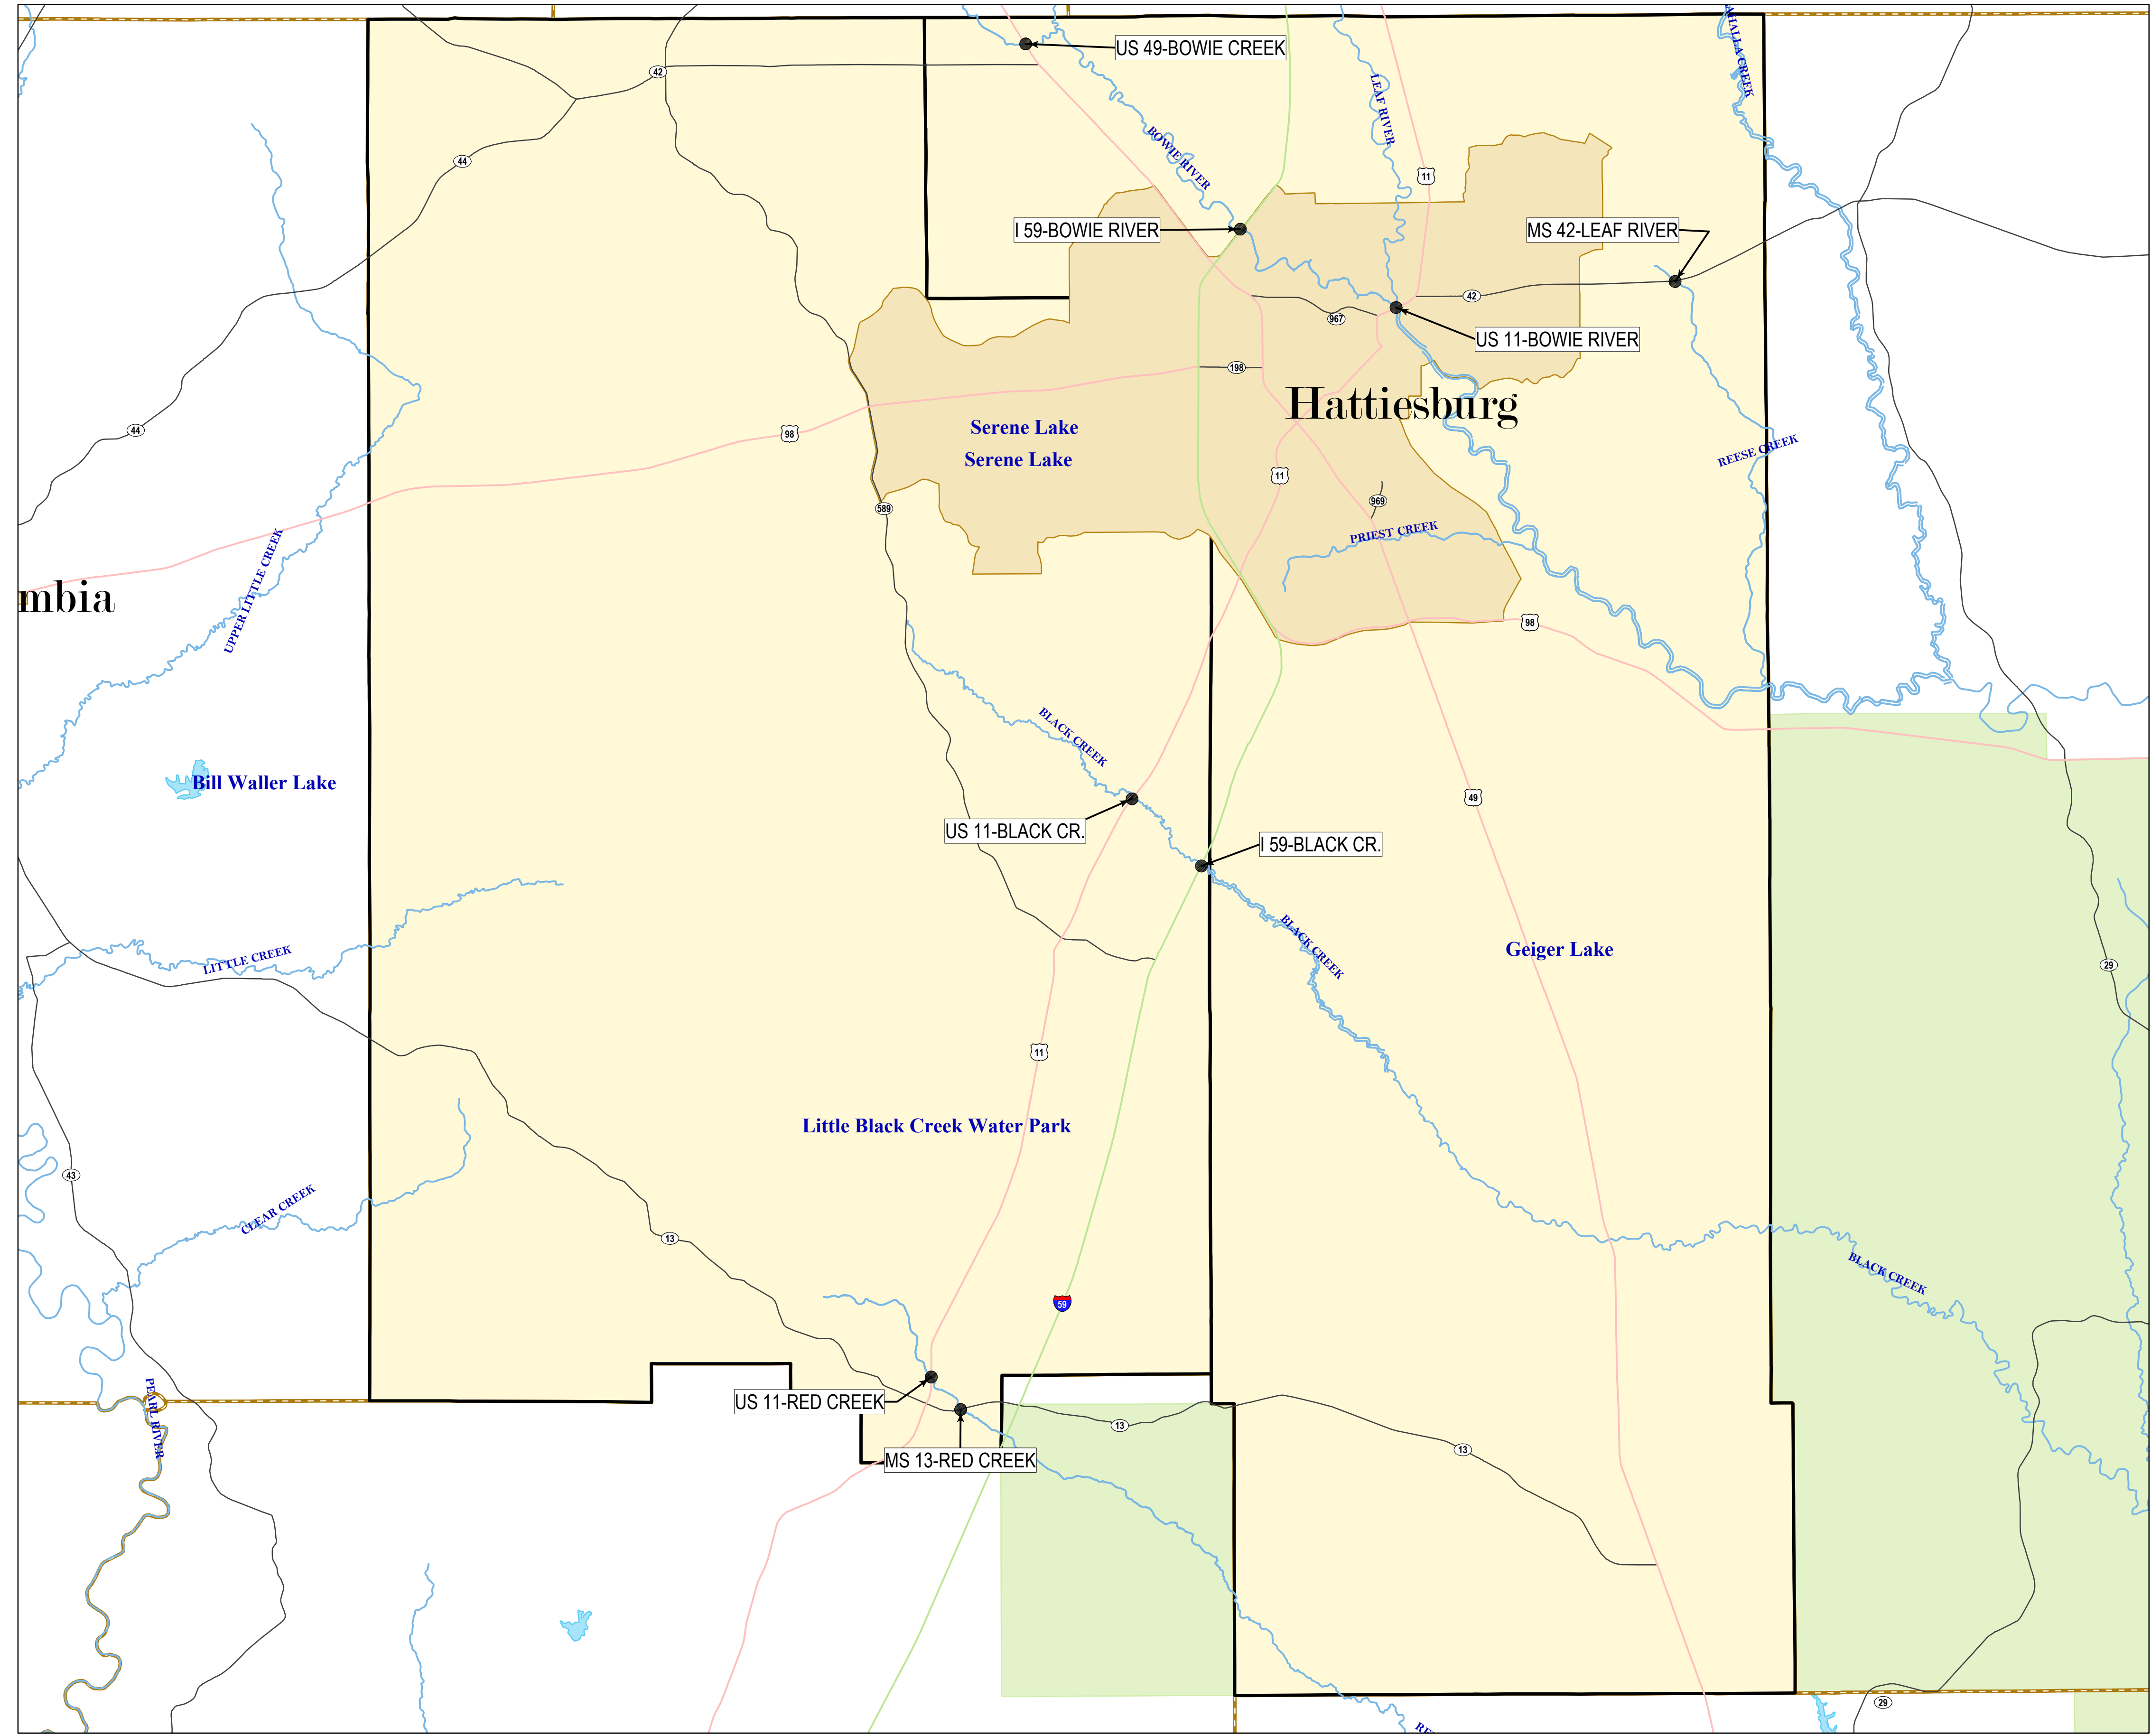 US 49-BOWIE CREEK
42
AHALLA CREEK
LEAF RIVER
BOWIE RIVER
44
11
I 59-BOWIE RIVER
MS 42-LEAF RIVER
42
967
US 11-BOWIE RIVER
198
Hattiesburg
44
98
Serene Lake
Serene Lake
REESE CREEK
11
969
589
PRIEST CREEK
UPPER LITTLE CREEK
mbia
98
BLACK CREEK
Bill Waller Lake
49
US 11-BLACK CR.
I 59-BLACK CR.
BLACK CREEK
Geiger Lake
LITTLE CREEK
29
11
Little Black Creek Water Park
43
CLEAR CREEK
13
BLACK CREEK
59
PEARL RIVER
US 11-RED CREEK
13
13
MS 13-RED CREEK
29